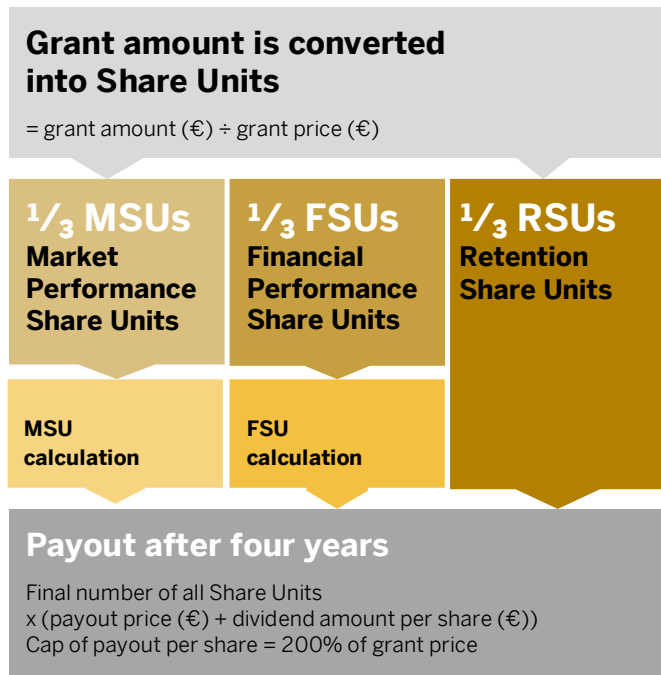 Grant amount is converted
into Share Units
= grant amount (€) ÷ grant price (€)
¹/₃ MSUs
Market
Performance
Share Units
¹/₃ FSUs
Financial
Performance
Share Units
¹/₃ RSUs
Retention
Share Units
MSU
calculation
FSU
calculation
Payout after four years
Final number of all Share Units
x (payout price (€) + dividend amount per share (€))
Cap of payout per share = 200% of grant price